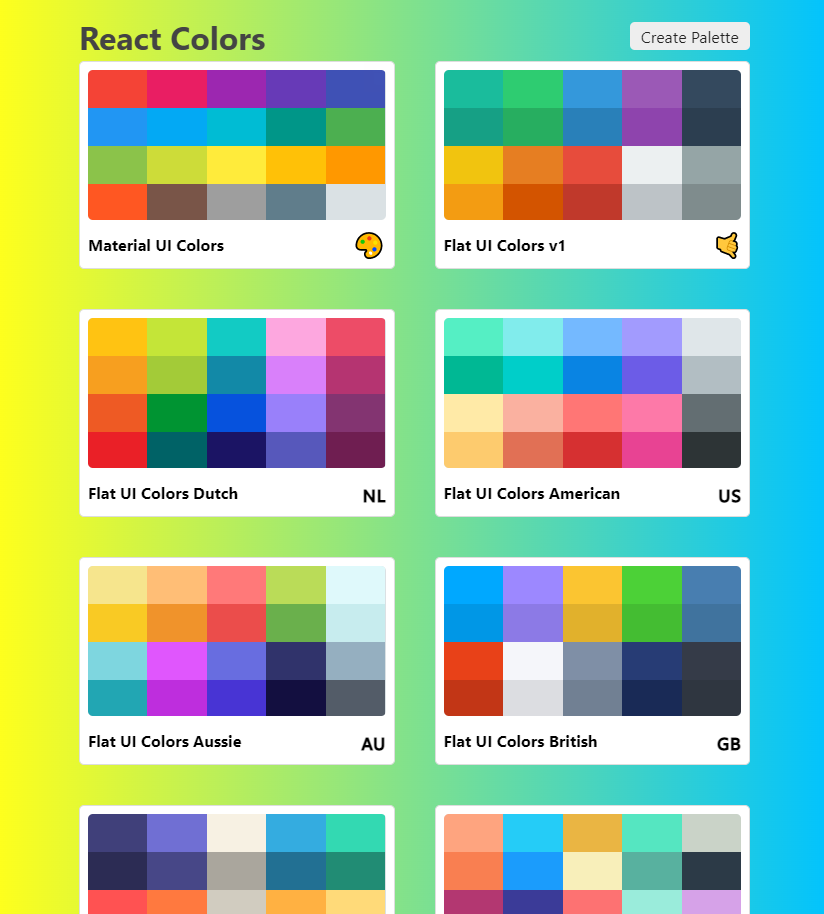 React Colors
Create Palette
Material UI Colors
Flat UI Colors v1
Flat UI Colors Dutch
NL
Flat UI Colors American
US
Flat UI Colors Aussie
AU
Flat UI Colors British
GB